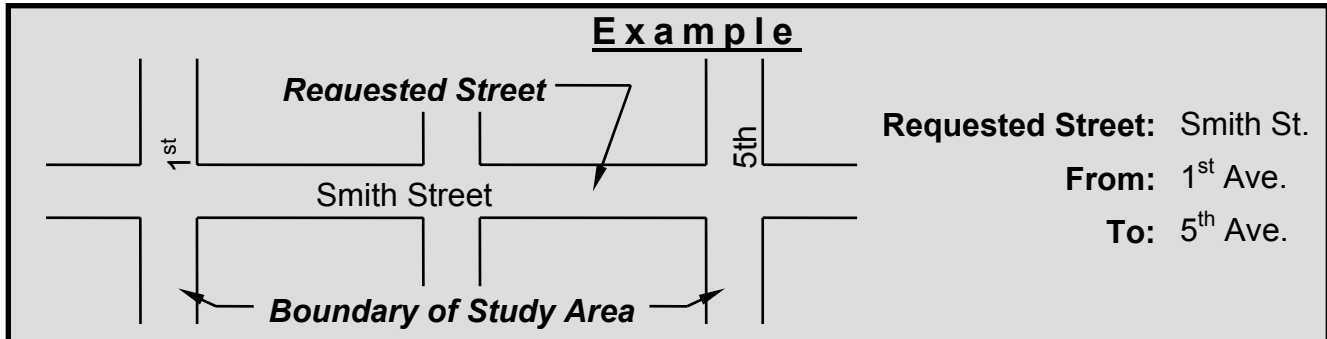 Example
Requested Street
1st
5th
Smith Street
Boundary of Study Area
Requested Street: Smith St.
From: 1st Ave.
To: 5th Ave.